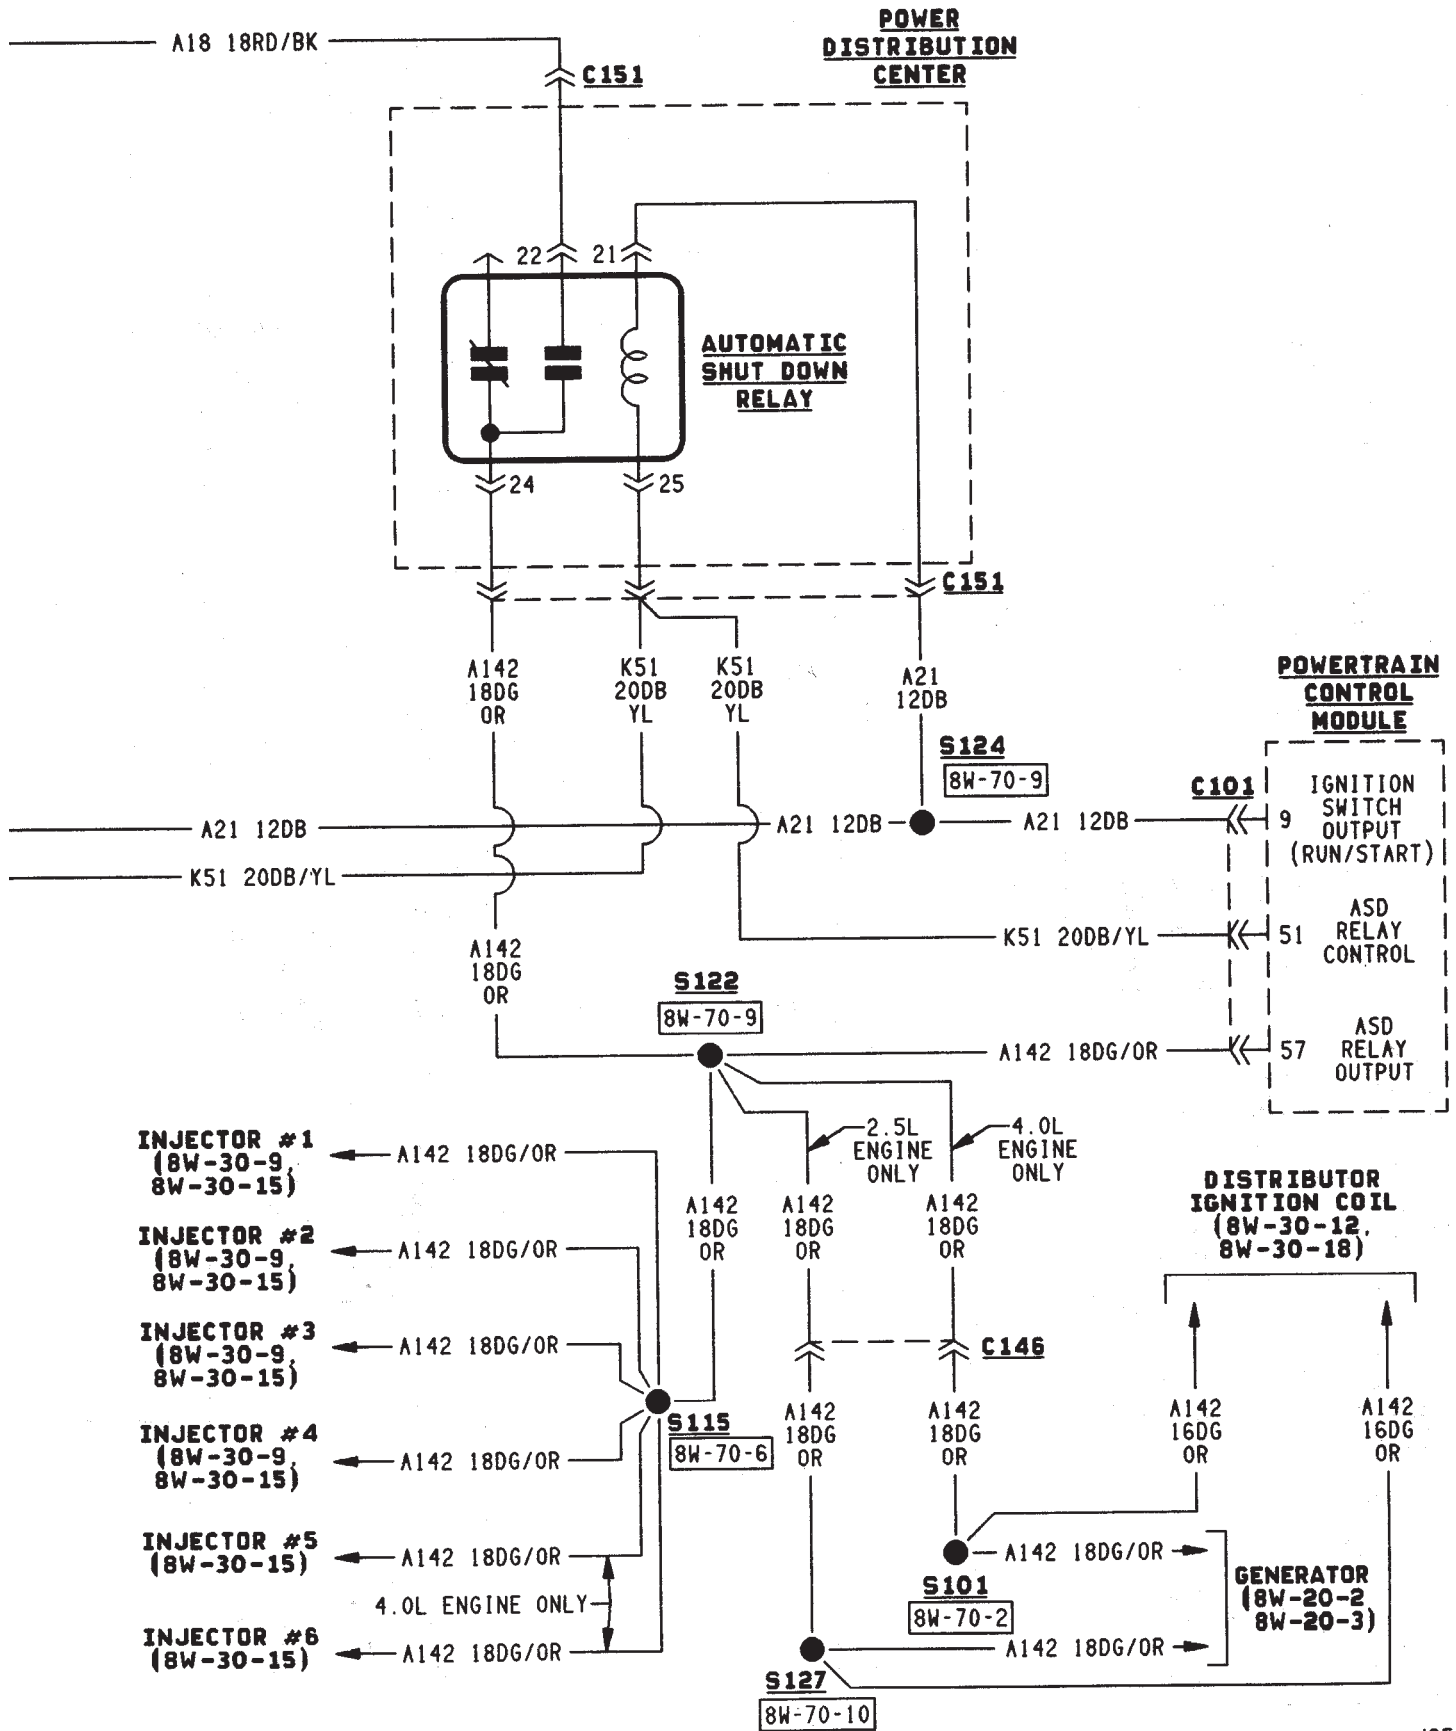 POWER
DISTRIBUTION
CENTER
A18 18RD/BK
C151
22
21
AUTOMATIC
SHUT DOWN
RELAY
24
25
C151
A142
18DG
OR
K51
20DB
YL
K51
20DB
YL
A21
12DB
POWERTRAIN
CONTROL
MODULE
S124
8W-70-9
C101
A21 12DB
A21 12DB
A21 12DB
9
IGNITION
SWITCH
OUTPUT
(RUN/START)
K51 20DB/YL
K51 20DB/YL
51
ASD
RELAY
CONTROL
A142
18DG
OR
S122
8W-70-9
A142 18DG/OR
57
ASD
RELAY
OUTPUT
2.5L
ENGINE
ONLY
4.0L
ENGINE
ONLY
INJECTOR #1
(8W-30-9,
8W-30-15)
A142 18DG/OR
INJECTOR #2
(8W-30-9,
8W-30-15)
A142 18DG/OR
INJECTOR #3
(8W-30-9,
8W-30-15)
A142 18DG/OR
INJECTOR #4
(8W-30-9,
8W-30-15)
A142 18DG/OR
INJECTOR #5
(8W-30-15)
A142 18DG/OR
4.0L ENGINE ONLY
INJECTOR #6
(8W-30-15)
A142 18DG/OR
A142
18DG
OR
A142
18DG
OR
A142
18DG
OR
DISTRIBUTOR
IGNITION COIL
(8W-30-12,
8W-30-18)
C146
S115
8W-70-6
A142
18DG
OR
A142
18DG
OR
A142
16DG
OR
A142
16DG
OR
A142 18DG/OR
S101
8W-70-2
GENERATOR
(8W-20-2
8W-20-3)
A142 18DG/OR
S127
8W-70-10